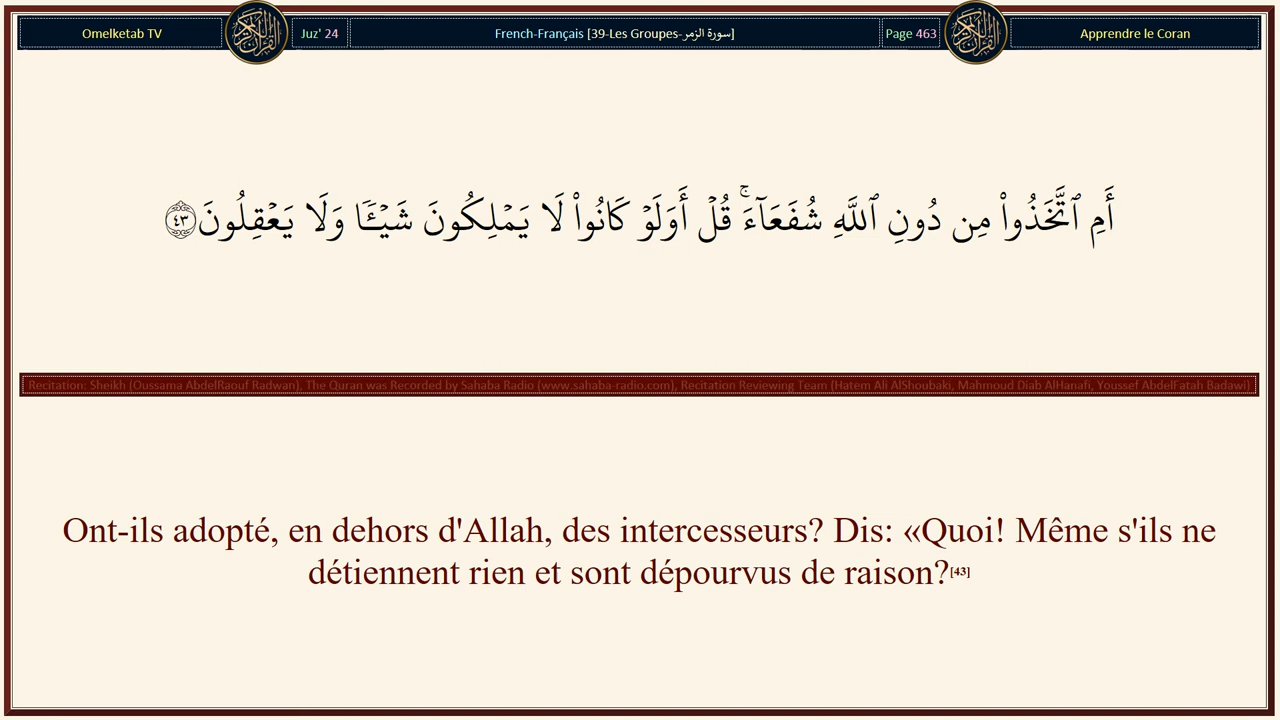 Omelketab TV
Juz' 24
French-Français [39-Les Groupes-سورة الزمر]
Page 463
Apprendre le Coran
أَمِ ٱتَّخَذُوا۟ مِن دُونِ ٱللَّهِ شُفَعَآءَ ۚ قُلْ أَوَلَوْ كَانُوا۟ لَا يَمْلِكُونَ شَيْـًٔا وَلَا يَعْقِلُونَ ٤٣
Recitation: Sheikh (Oussama AbdelRaouf Radwan), The Quran was Recorded by Sahaba Radio (www.sahaba-radio.com), Recitation Reviewing Team (Hatem Ali AlShoubaki, Mahmoud Diab AlHanafi, Youssef AbdelFatah Badawi)
Ont-ils adopté, en dehors d'Allah, des intercesseurs? Dis: «Quoi! Même s'ils ne
détiennent rien et sont dépourvus de raison?[43]